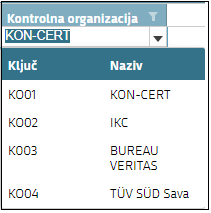 Kontrolna organizacija
KON-CERT
Ključ Naziv
KO01 KON-CERT
KO02 IKC
KO03 BUREAU
VERITAS
KO04 TÜV SÜD Sava